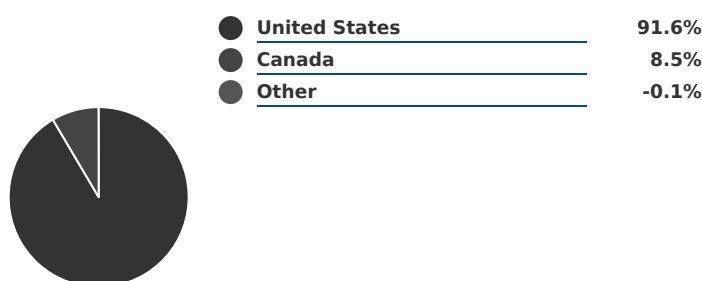 United States 91.6%
Canada 8.5%
Other -0.1%